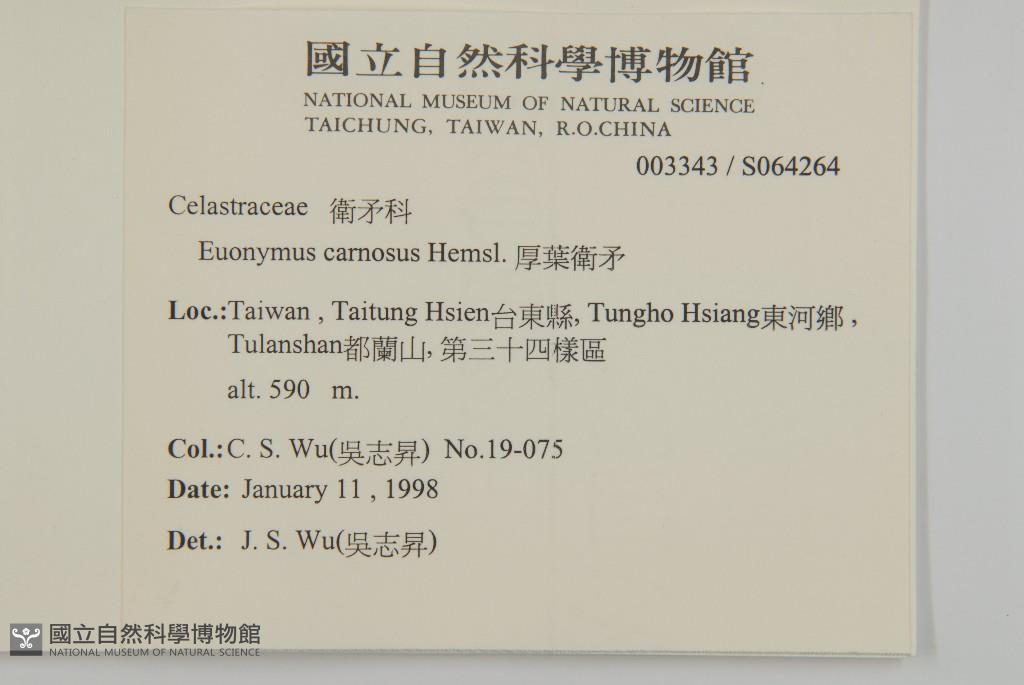 國立自然科學博物館
NATIONAL MUSEUM OF NATURAL SCIENCE
TAICHUNG, TAIWAN, R.O.CHINA
003343 / S064264
Celastraceae 衛矛科
Euonymus carnosus Hemsl. 厚葉衛矛
Loc.:Taiwan , Taitung Hsien台東縣, Tungho Hsiang東河鄉 ,
Tulanshan都蘭山, 第三十四樣區
alt. 590 m.
Col.:C. S. Wu(吳志昇) No.19-075
Date: January 11 , 1998
Det.: J. S. Wu(吳志昇)
國立自然科學博物館
NATIONAL MUSEUM OF NATURAL SCIENCE